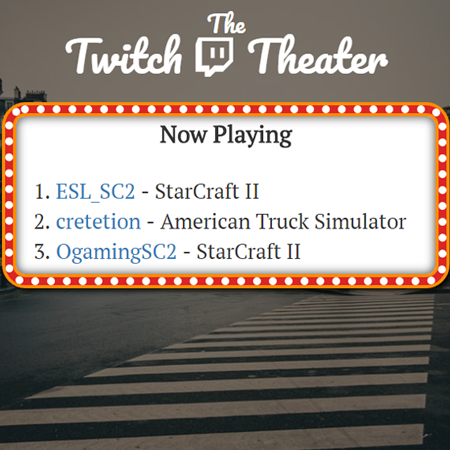 The
Twitch Theater
Now Playing
1. ESL_SC2 - StarCraft II
2. cretetion - American Truck Simulator
3. OgamingSC2 - StarCraft II